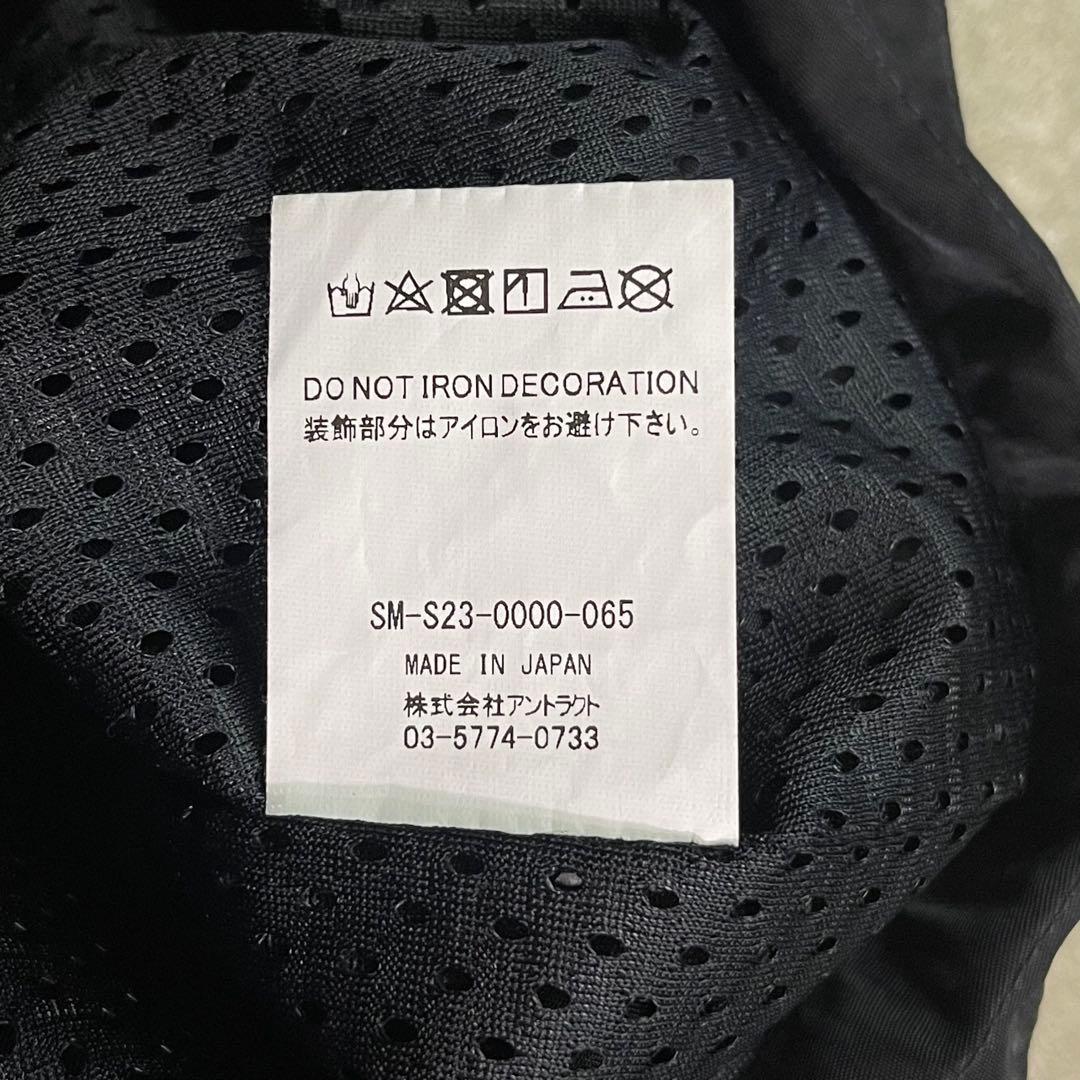 DO NOT IRON DECORATION
装飾部分はアイロンをお避け下さい。
SM-S23-0000-065
MADE IN JAPAN
株式会社アントラクト
03-5774-0733